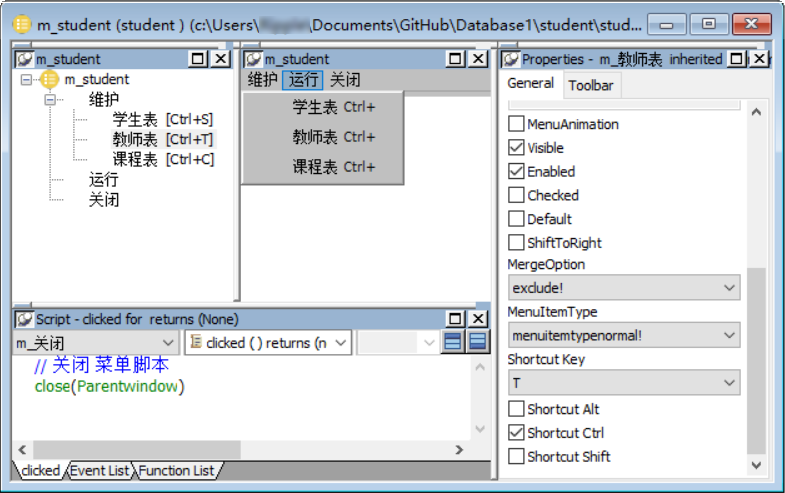 m_student (student ) (c:\Users\ \Documents\GitHub\Database1\student\stud...
m_student
m_student
维护
学生表 [Ctrl+S]
教师表 [Ctrl+T]
课程表 [Ctrl+C]
运行
关闭
m_student
维护 运行 关闭
学生表 Ctrl+
教师表 Ctrl+
课程表 Ctrl+
Properties - m_教师表 inherited
General Toolbar
MenuAnimation
Visible
Enabled
Checked
Default
ShiftToRight
MergeOption
exclude!
MenuItemType
menuitemtypenormal!
Shortcut Key
T
Shortcut Alt
Shortcut Ctrl
Shortcut Shift
Script - clicked for returns (None)
m_关闭 clicked ( ) returns (n
// 关闭 菜单脚本
close(Parentwindow)
clicked Event List Function List